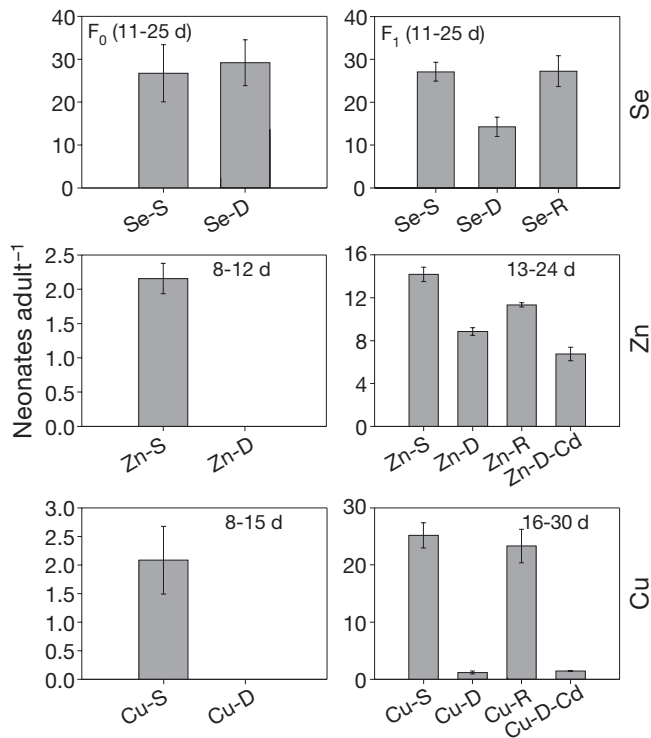 Neonates adult⁻¹
F₀ (11-25 d)
40
30
20
10
0
Se-S
Se-D
F₁ (11-25 d)
40
30
20
10
0
Se-S
Se-D
Se-R
Se
8-12 d
2.5
2.0
1.5
1.0
0.5
0.0
Zn-S
Zn-D
13-24 d
16
12
8
4
0
Zn-S
Zn-D
Zn-R
Zn-D-Cd
Zn
8-15 d
3.0
2.5
2.0
1.5
1.0
0.5
0.0
Cu-S
Cu-D
16-30 d
30
20
10
0
Cu-S
Cu-D
Cu-R
Cu-D-Cd
Cu